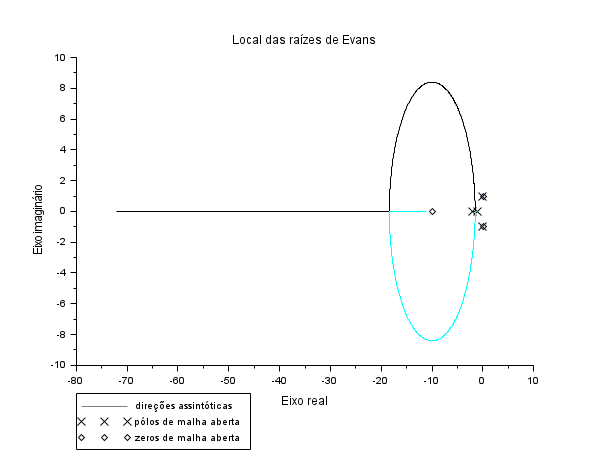 Local das raízes de Evans
10
8
6
4
2
0
-2
-4
-6
-8
-10
Eixo imaginário
-80 -70 -60 -50 -40 -30 -20 -10 0 10
Eixo real
direções assintóticas
pólos de malha aberta
zeros de malha aberta